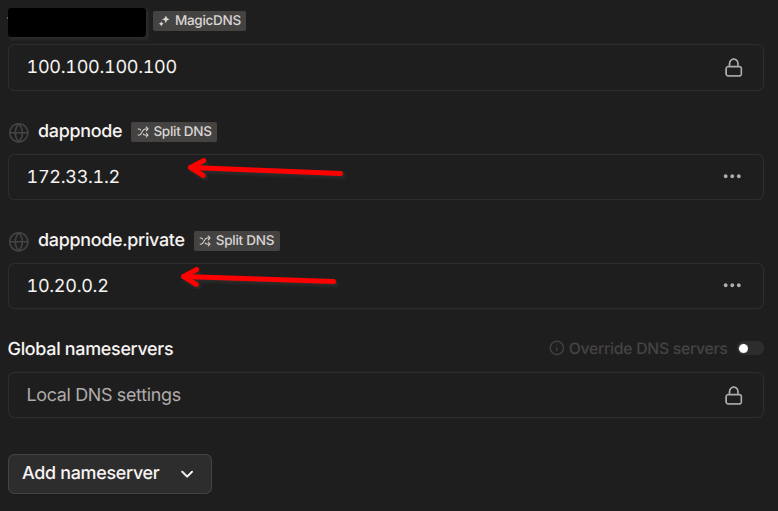 MagicDNS
100.100.100.100
dappnode Split DNS
172.33.1.2
dappnode.private Split DNS
10.20.0.2
Global nameservers Override DNS servers
Local DNS settings
Add nameserver